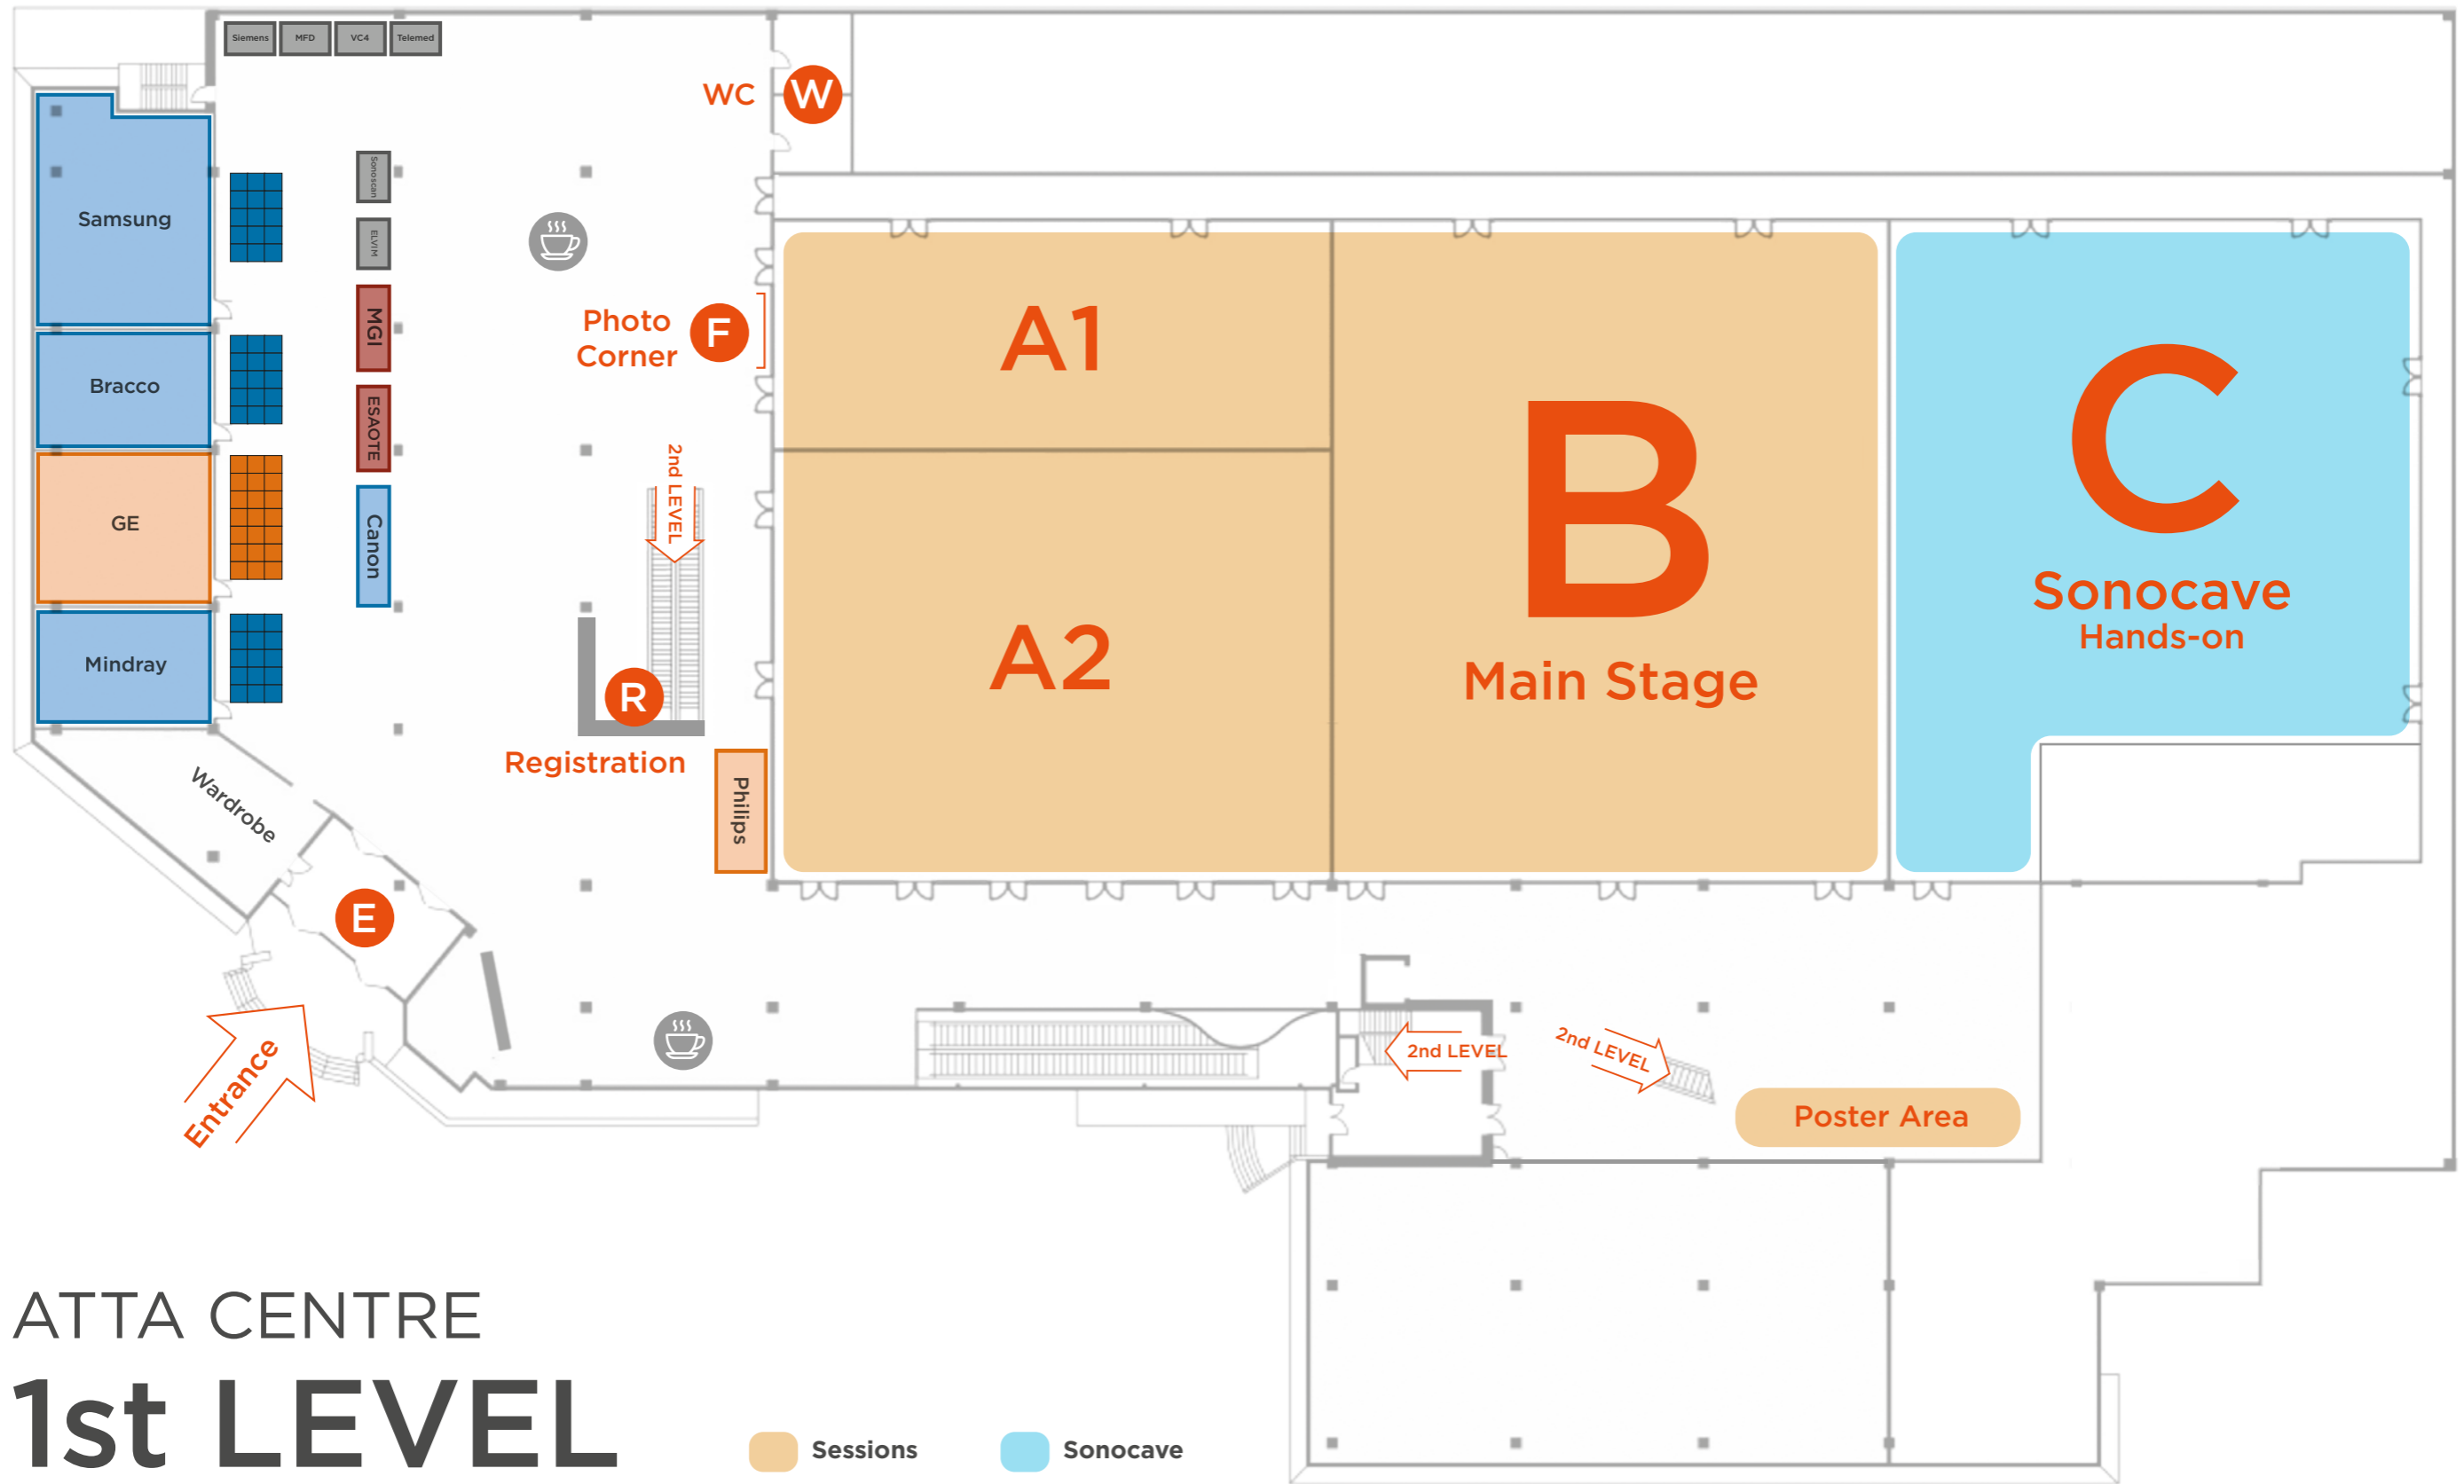 Siemens
MFD
VC4
Telemed
WC
W
Sonoscan
Samsung
ELVIM
MGI
Photo
Corner
F
A1
Bracco
ESAOTE
2nd LEVEL
B
C
GE
Canon
Sonocave
Hands-on
Mindray
A2
Main Stage
R
Registration
Philips
Wardrobe
E
Entrance
2nd LEVEL
2nd LEVEL
Poster Area
ATTA CENTRE
1st LEVEL
Sessions
Sonocave